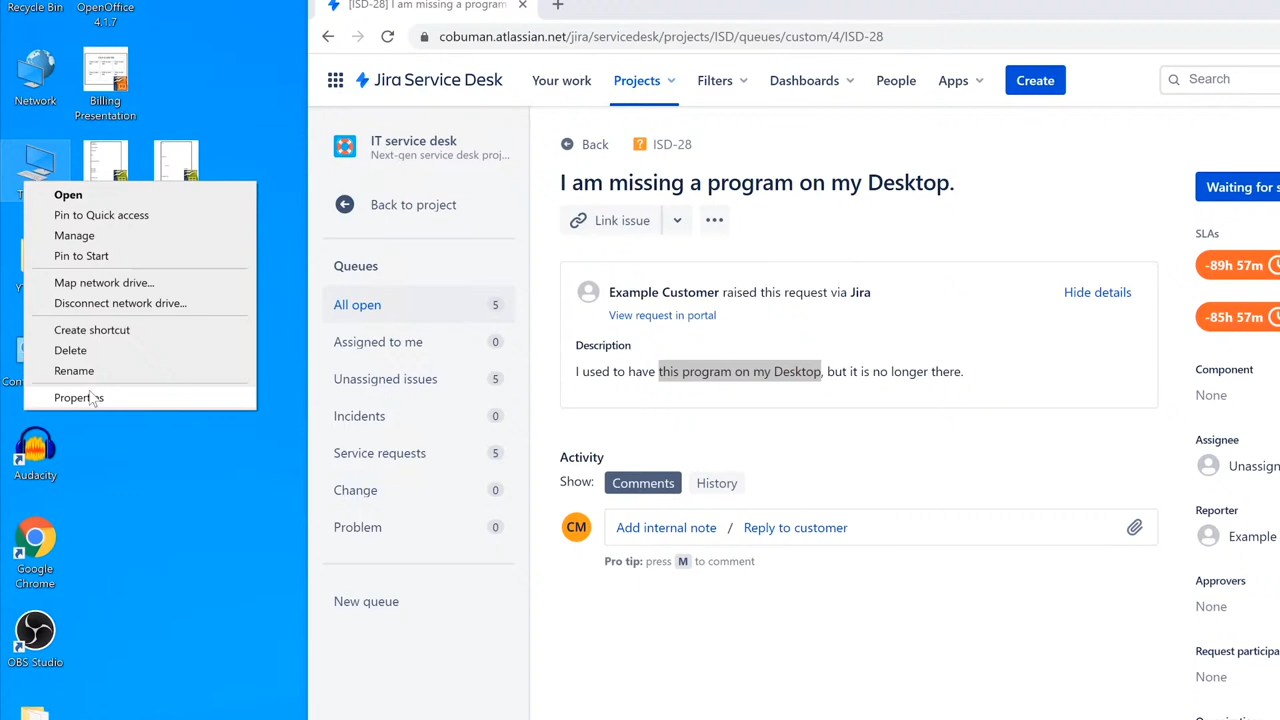 Recycle Bin
OpenOffice
4.1.7
Network
Billing
Presentation
Open
Pin to Quick access
Manage
Pin to Start
Map network drive...
Disconnect network drive...
Create shortcut
Delete
Rename
Properties
Audacity
Google
Chrome
OBS Studio
[ISD-28] I am missing a program
cobuman.atlassian.net/jira/servicedesk/projects/ISD/queues/custom/4/ISD-28
Jira Service Desk
Your work
Projects
Filters
Dashboards
People
Apps
Create
Search
IT service desk
Next-gen service desk proj...
Back to project
Queues
All open 5
Assigned to me 0
Unassigned issues 5
Incidents 0
Service requests 5
Change 0
Problem 0
New queue
Back
ISD-28
I am missing a program on my Desktop.
Link issue
Example Customer raised this request via Jira
Hide details
View request in portal
Description
I used to have this program on my Desktop, but it is no longer there.
Activity
Show: Comments History
CM
Add internal note / Reply to customer
Pro tip: press M to comment
Waiting for s
SLAs
-89h 57m
-85h 57m
Component
None
Assignee
Unassign
Reporter
Example
Approvers
None
Request participa
None